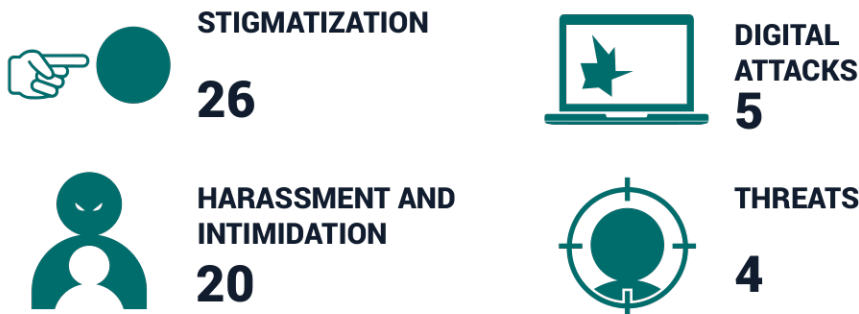 STIGMATIZATION
26
DIGITAL
ATTACKS
5
HARASSMENT AND
INTIMIDATION
20
THREATS
4